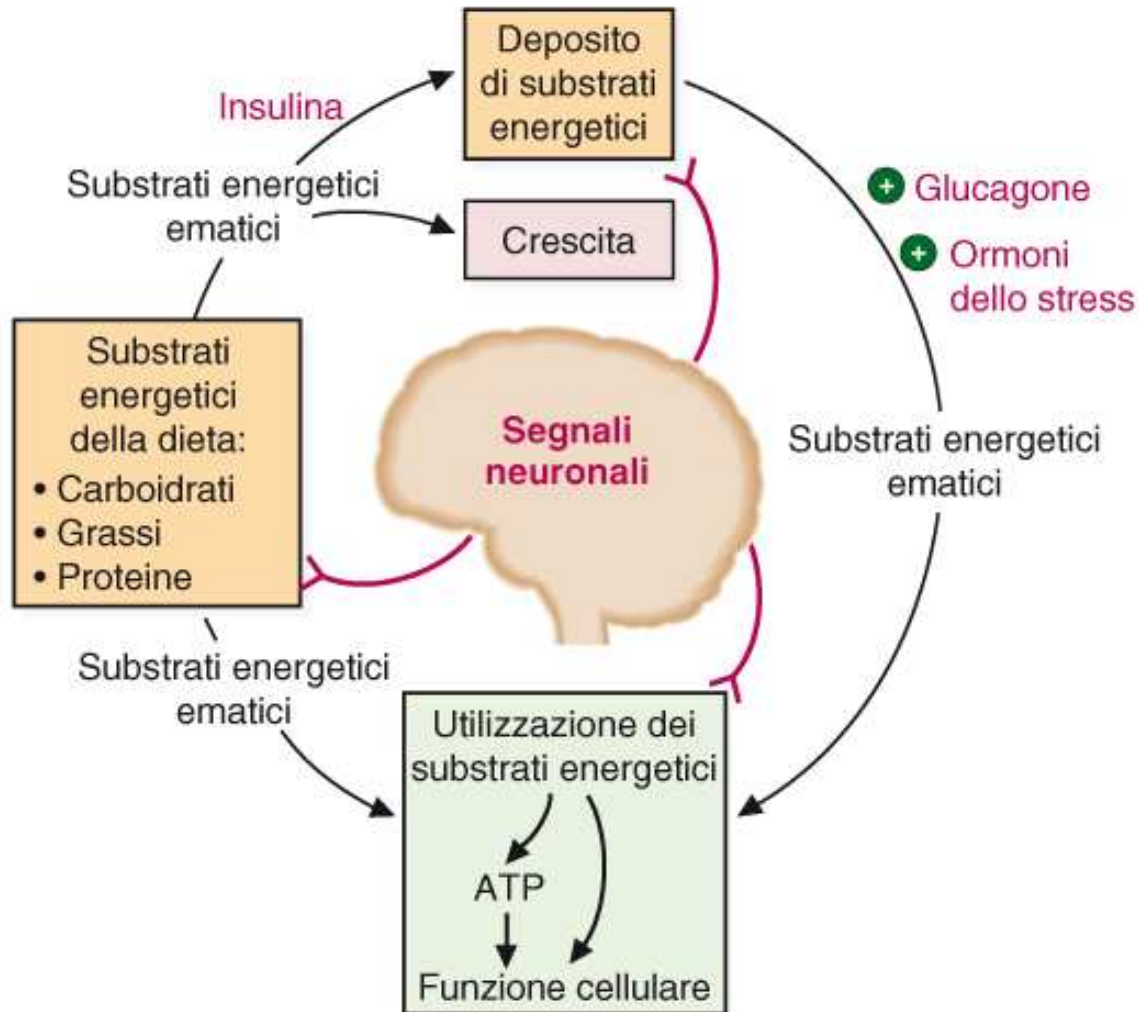 Deposito
di substrati
energetici
Insulina
Substrati energetici
ematici
Crescita
+ Glucagone
+ Ormoni
dello stress
Substrati
energetici
della dieta:
• Carboidrati
• Grassi
• Proteine
Segnali
neuronali
Substrati energetici
ematici
Substrati energetici
ematici
Utilizzazione dei
substrati energetici
ATP
Funzione cellulare